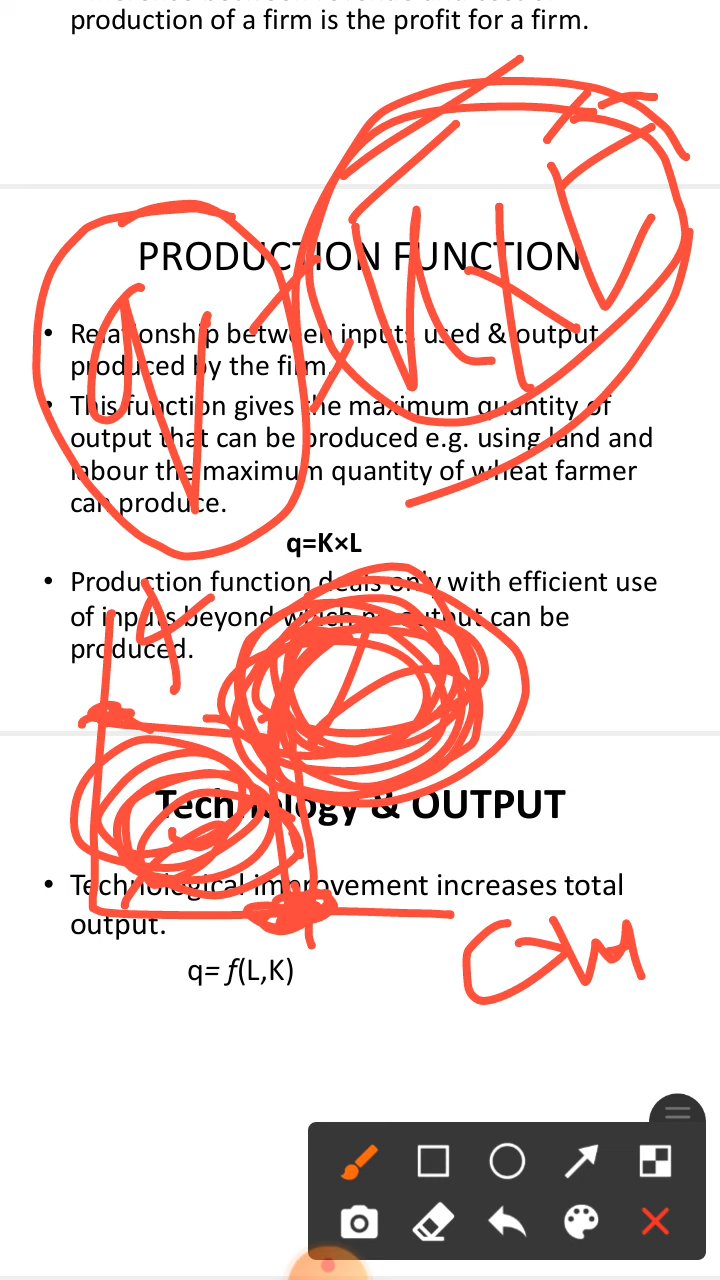 production of a firm is the profit for a firm.
PRODUCTION FUNCTION
• Relationship between inputs used & output
produced by the firm.
• This function gives the maximum quantity of
output that can be produced e.g. using land and
labour the maximum quantity of wheat farmer
can produce.
q=K×L
• Production function deals only with efficient use
of inputs beyond which no output can be
produced.
Technology & OUTPUT
• Technological improvement increases total
output.
q= f(L,K)